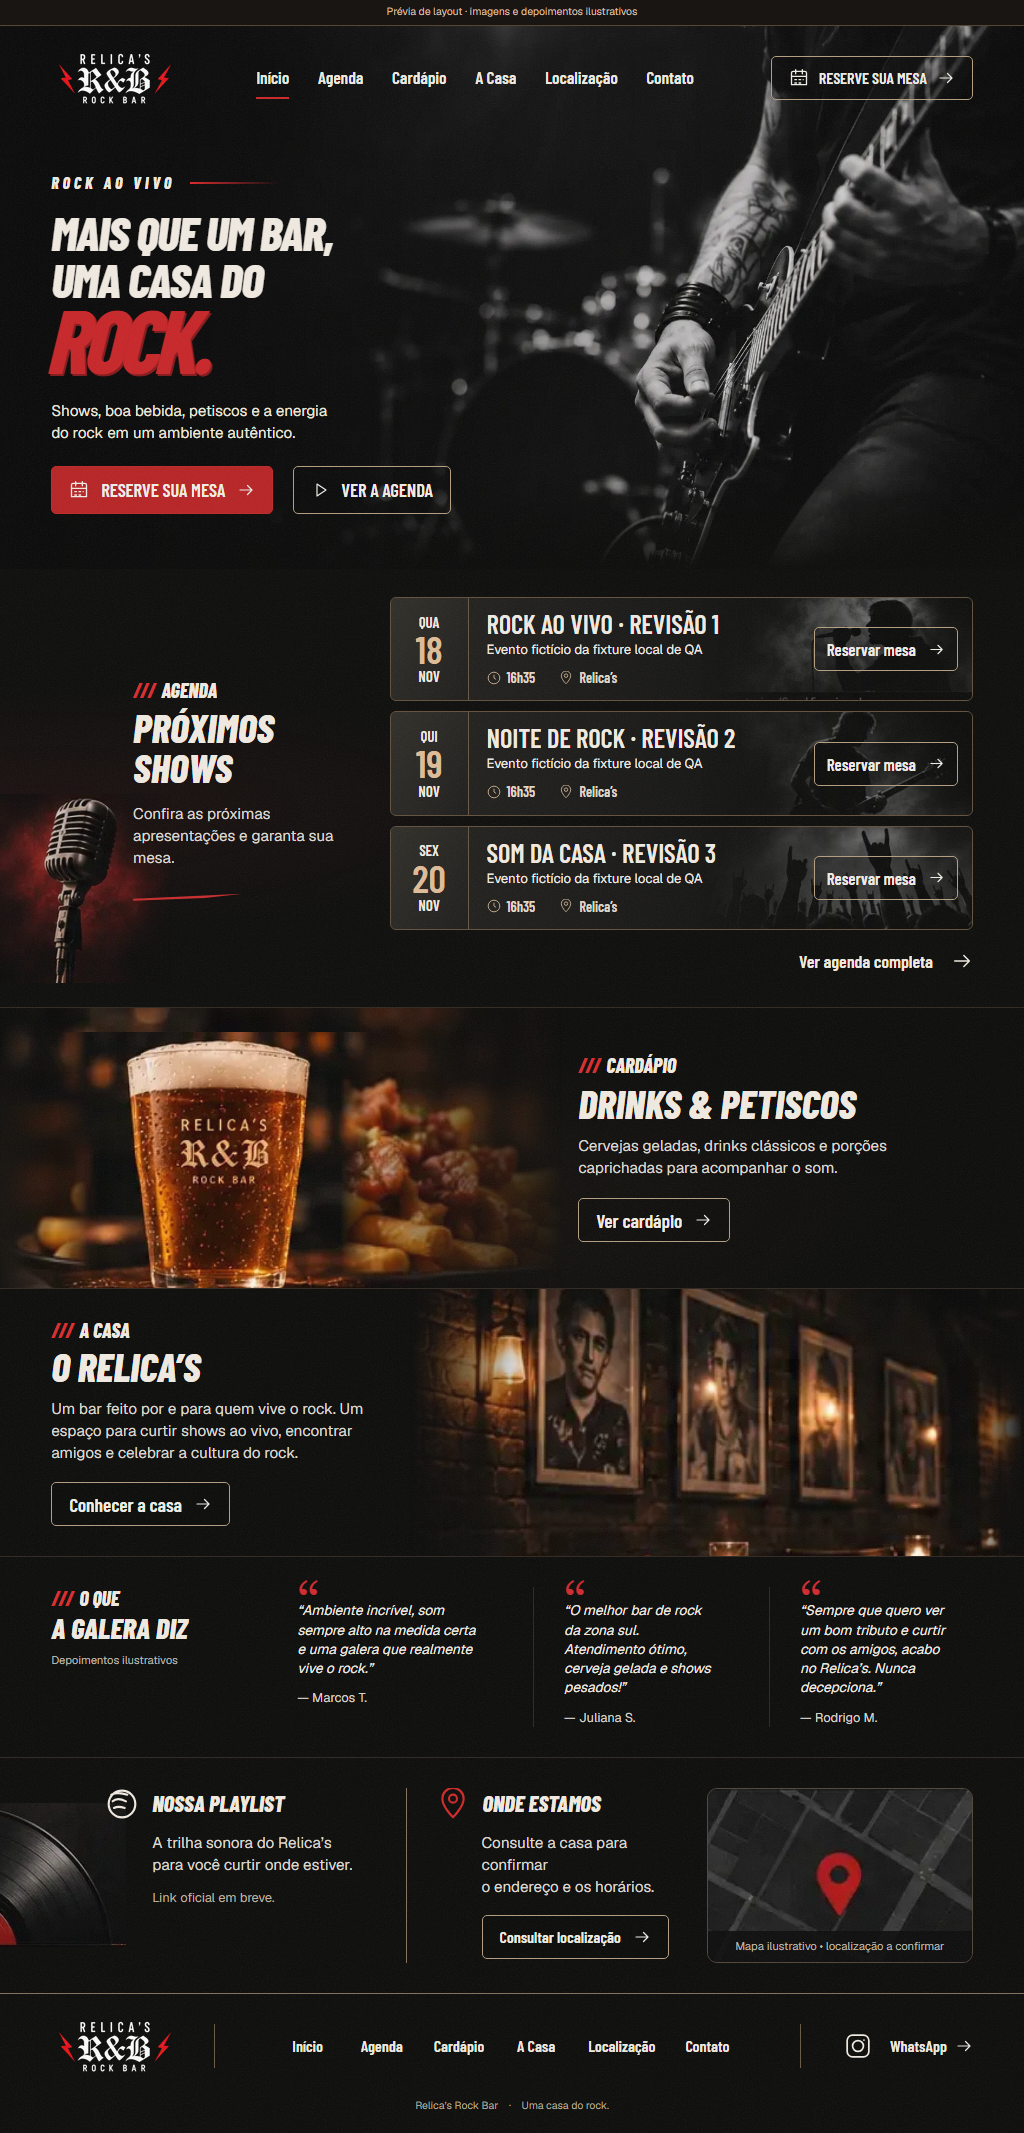 Prévia de layout · imagens e depoimentos ilustrativos
RELICA'S
R&B
ROCK BAR
Início
Agenda
Cardápio
A Casa
Localização
Contato
RESERVE SUA MESA
ROCK AO VIVO
MAIS QUE UM BAR,
UMA CASA DO
ROCK.
Shows, boa bebida, petiscos e a energia
do rock em um ambiente autêntico.
RESERVE SUA MESA
VER A AGENDA
/// AGENDA
PRÓXIMOS
SHOWS
Confira as próximas
apresentações e garanta sua
mesa.
QUA
18
NOV
ROCK AO VIVO · REVISÃO 1
Evento fictício da fixture local de QA
16h35
Relica’s
Reservar mesa
QUI
19
NOV
NOITE DE ROCK · REVISÃO 2
Evento fictício da fixture local de QA
16h35
Relica’s
Reservar mesa
SEX
20
NOV
SOM DA CASA · REVISÃO 3
Evento fictício da fixture local de QA
16h35
Relica’s
Reservar mesa
Ver agenda completa
RELICA'S
R&B
ROCK BAR
/// CARDÁPIO
DRINKS & PETISCOS
Cervejas geladas, drinks clássicos e porções
caprichadas para acompanhar o som.
Ver cardápio
/// A CASA
O RELICA’S
Um bar feito por e para quem vive o rock. Um
espaço para curtir shows ao vivo, encontrar
amigos e celebrar a cultura do rock.
Conhecer a casa
/// O QUE
A GALERA DIZ
Depoimentos ilustrativos
“
“Ambiente incrível, som
sempre alto na medida certa
e uma galera que realmente
vive o rock.”
— Marcos T.
“
“O melhor bar de rock
da zona sul.
Atendimento ótimo,
cerveja gelada e shows
pesados!”
— Juliana S.
“
“Sempre que quero ver
um bom tributo e curtir
com os amigos, acabo
no Relica’s. Nunca
decepciona.”
— Rodrigo M.
NOSSA PLAYLIST
A trilha sonora do Relica’s
para você curtir onde estiver.
Link oficial em breve.
ONDE ESTAMOS
Consulte a casa para
confirmar
o endereço e os horários.
Consultar localização
Mapa ilustrativo • localização a confirmar
RELICA'S
R&B
ROCK BAR
Início
Agenda
Cardápio
A Casa
Localização
Contato
WhatsApp
Relica’s Rock Bar · Uma casa do rock.